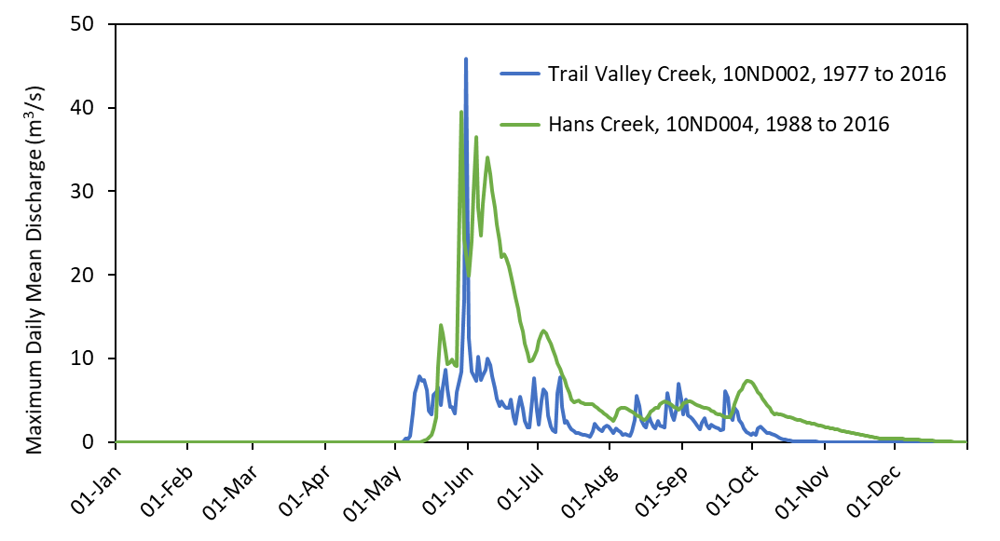 Maximum Daily Mean Discharge (m³/s)
50
40
30
20
10
0
Trail Valley Creek, 10ND002, 1977 to 2016
Hans Creek, 10ND004, 1988 to 2016
01-Jan
01-Feb
01-Mar
01-Apr
01-May
01-Jun
01-Jul
01-Aug
01-Sep
01-Oct
01-Nov
01-Dec